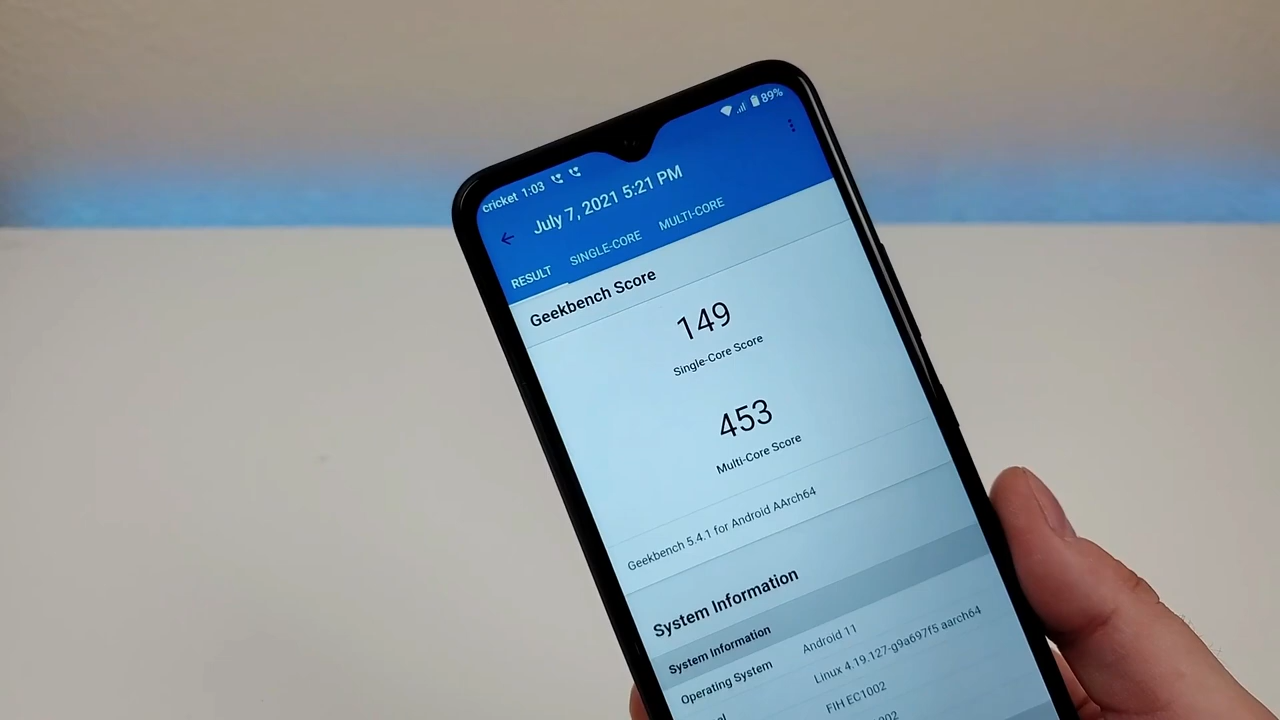 cricket 1:03 89%
July 7, 2021 5:21 PM
RESULT SINGLE-CORE MULTI-CORE
Geekbench Score
149
Single-Core Score
453
Multi-Core Score
Geekbench 5.4.1 for Android AArch64
System Information
System Information
Operating System Android 11
Linux 4.19.127-g9a697f5 aarch64
FIH EC1002